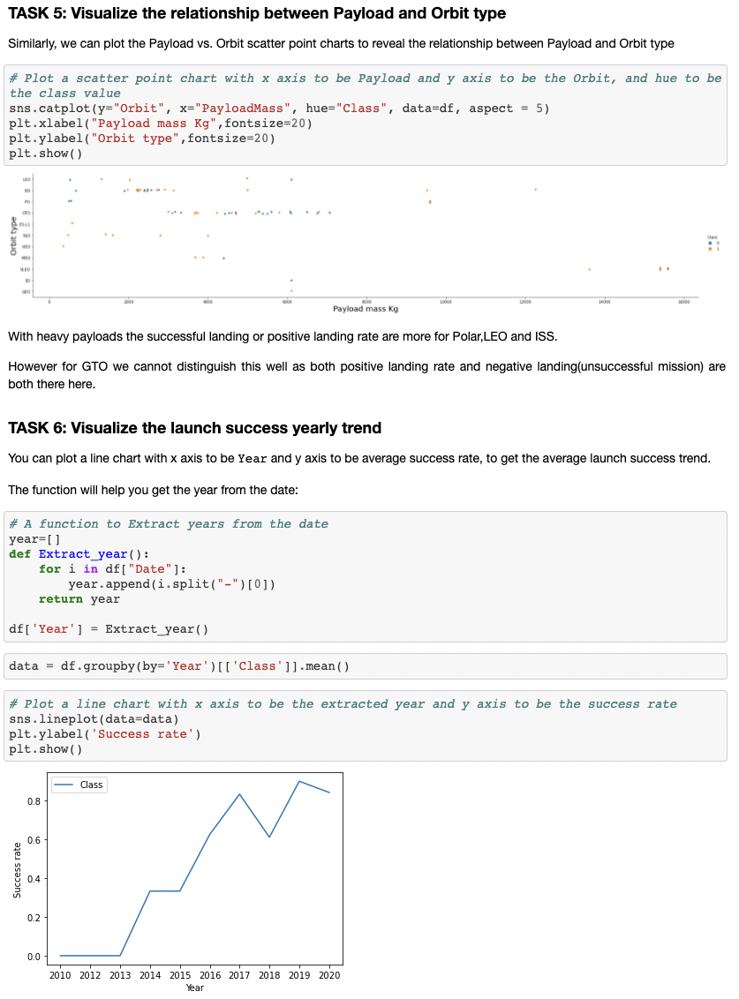 TASK 5: Visualize the relationship between Payload and Orbit type
Similarly, we can plot the Payload vs. Orbit scatter point charts to reveal the relationship between Payload and Orbit type
# Plot a scatter point chart with x axis to be Payload and y axis to be the Orbit, and hue to be
the class value
sns.catplot(y="Orbit", x="PayloadMass", hue="Class", data=df, aspect = 5)
plt.xlabel("Payload mass Kg",fontsize=20)
plt.ylabel("Orbit type",fontsize=20)
plt.show()
Orbit type
LEO
ISS
PO
GTO
ES-L1
SSO
HEO
MEO
VLEO
SO
GEO
0 2000 4000 6000 8000 10000 12000 14000 16000
Payload mass Kg
Class
0
1
With heavy payloads the successful landing or positive landing rate are more for Polar,LEO and ISS.
However for GTO we cannot distinguish this well as both positive landing rate and negative landing(unsuccessful mission) are
both there here.
TASK 6: Visualize the launch success yearly trend
You can plot a line chart with x axis to be Year and y axis to be average success rate, to get the average launch success trend.
The function will help you get the year from the date:
# A function to Extract years from the date
year=[]
def Extract_year():
    for i in df["Date"]:
        year.append(i.split("-")[0])
    return year
df['Year'] = Extract_year()
data = df.groupby(by='Year')[['Class']].mean()
# Plot a line chart with x axis to be the extracted year and y axis to be the success rate
sns.lineplot(data=data)
plt.ylabel('Success rate')
plt.show()
Class
Success rate
0.8
0.6
0.4
0.2
0.0
2010 2012 2013 2014 2015 2016 2017 2018 2019 2020
Year